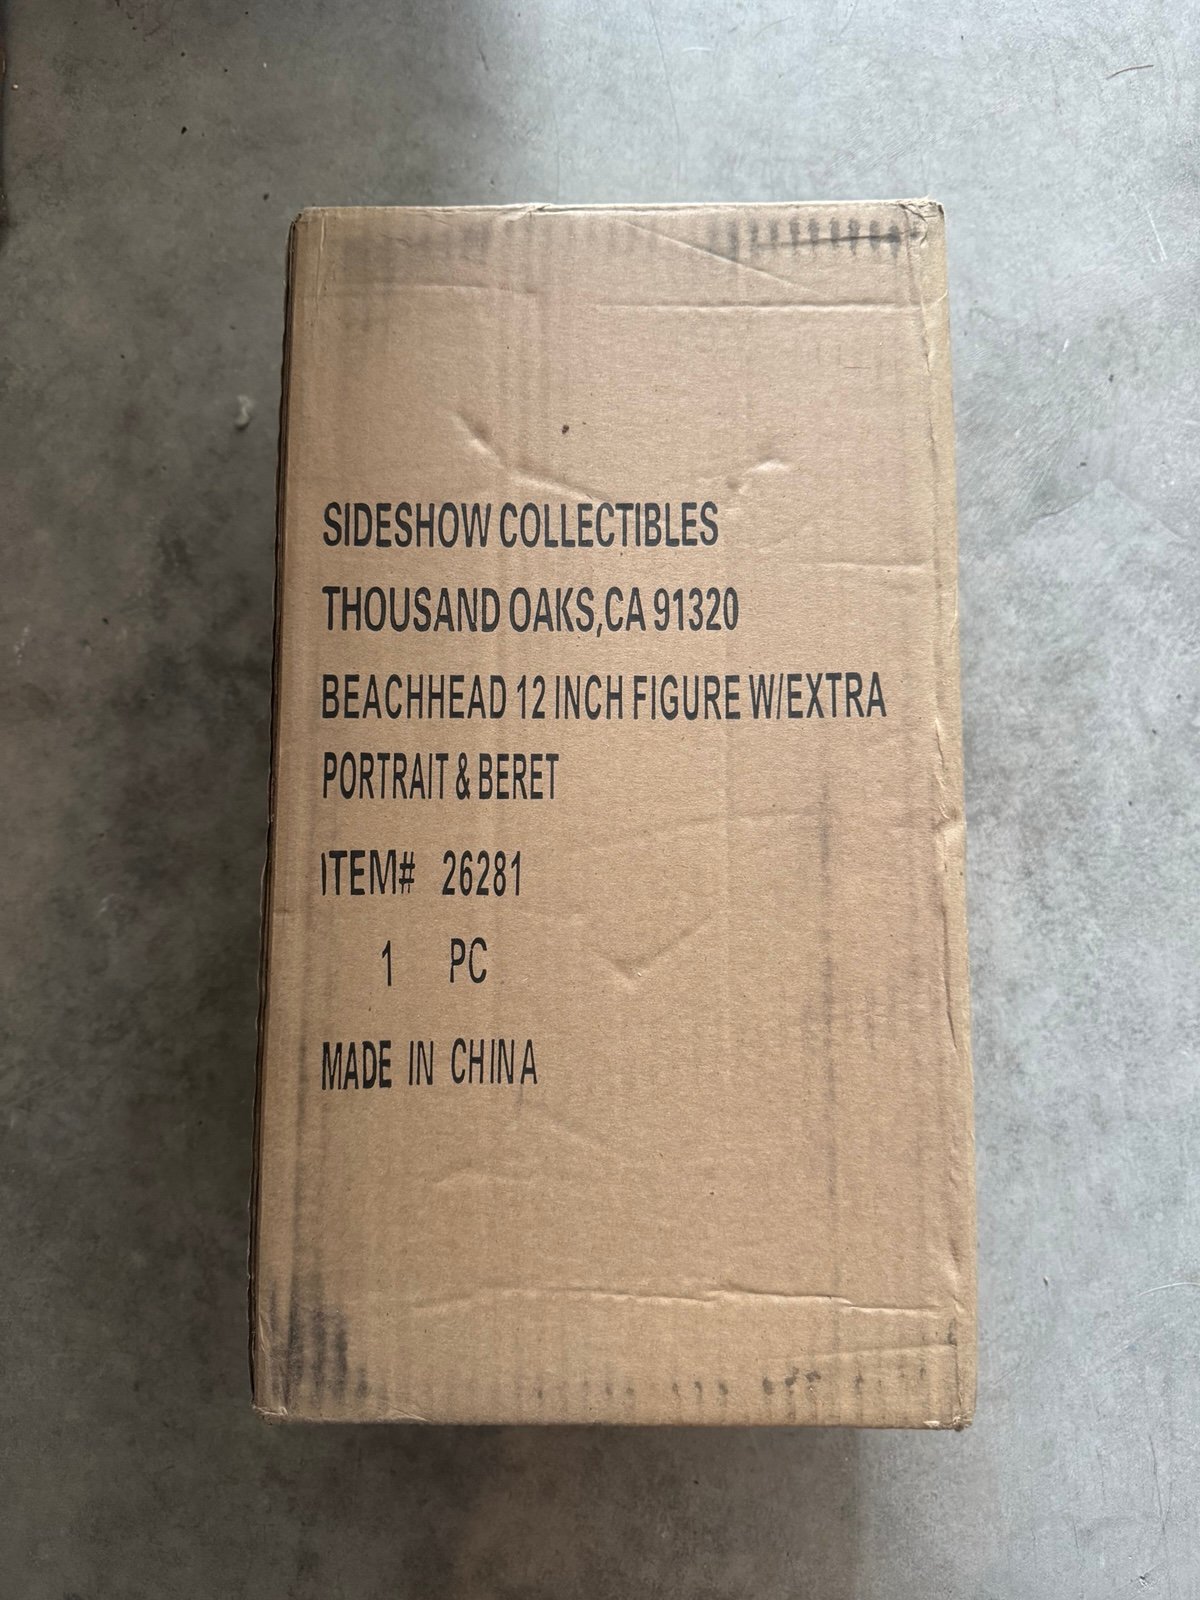 SIDESHOW COLLECTIBLES
THOUSAND OAKS,CA 91320
BEACHHEAD 12 INCH FIGURE W/EXTRA
PORTRAIT & BERET
ITEM# 26281
1 PC
MADE IN CHINA